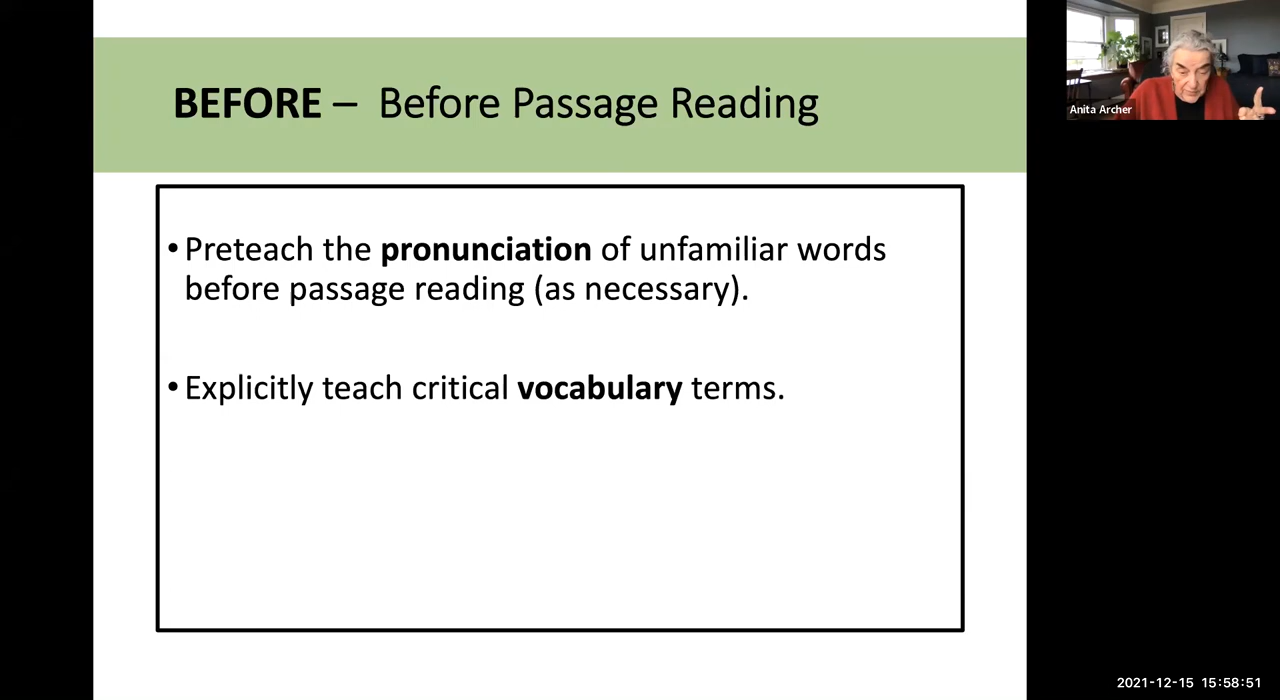 BEFORE – Before Passage Reading
• Preteach the pronunciation of unfamiliar words
before passage reading (as necessary).
• Explicitly teach critical vocabulary terms.
Anita Archer
2021-12-15 15:58:51